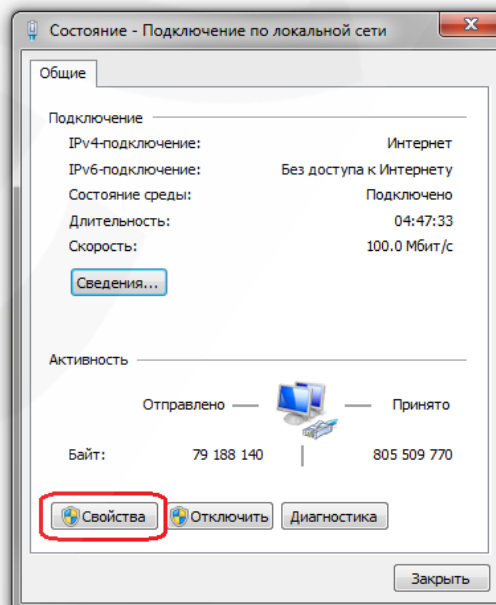 Состояние - Подключение по локальной сети
Общие
Подключение
IPv4-подключение: Интернет
IPv6-подключение: Без доступа к Интернету
Состояние среды: Подключено
Длительность: 04:47:33
Скорость: 100.0 Мбит/с
Сведения...
Активность
Отправлено — — Принято
Байт: 79 188 140 | 805 509 770
Свойства Отключить Диагностика
Закрыть